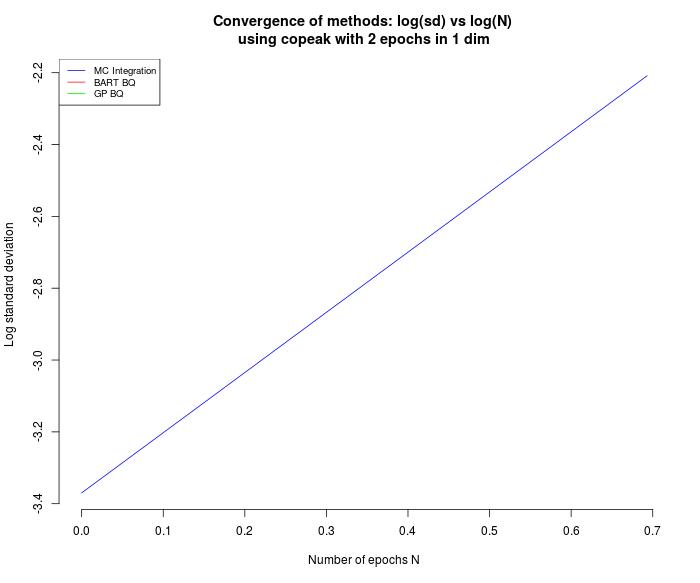 Convergence of methods: log(sd) vs log(N)
using copeak with 2 epochs in 1 dim
MC Integration
BART BQ
GP BQ
Log standard deviation
-2.2
-2.4
-2.6
-2.8
-3.0
-3.2
-3.4
0.0 0.1 0.2 0.3 0.4 0.5 0.6 0.7
Number of epochs N